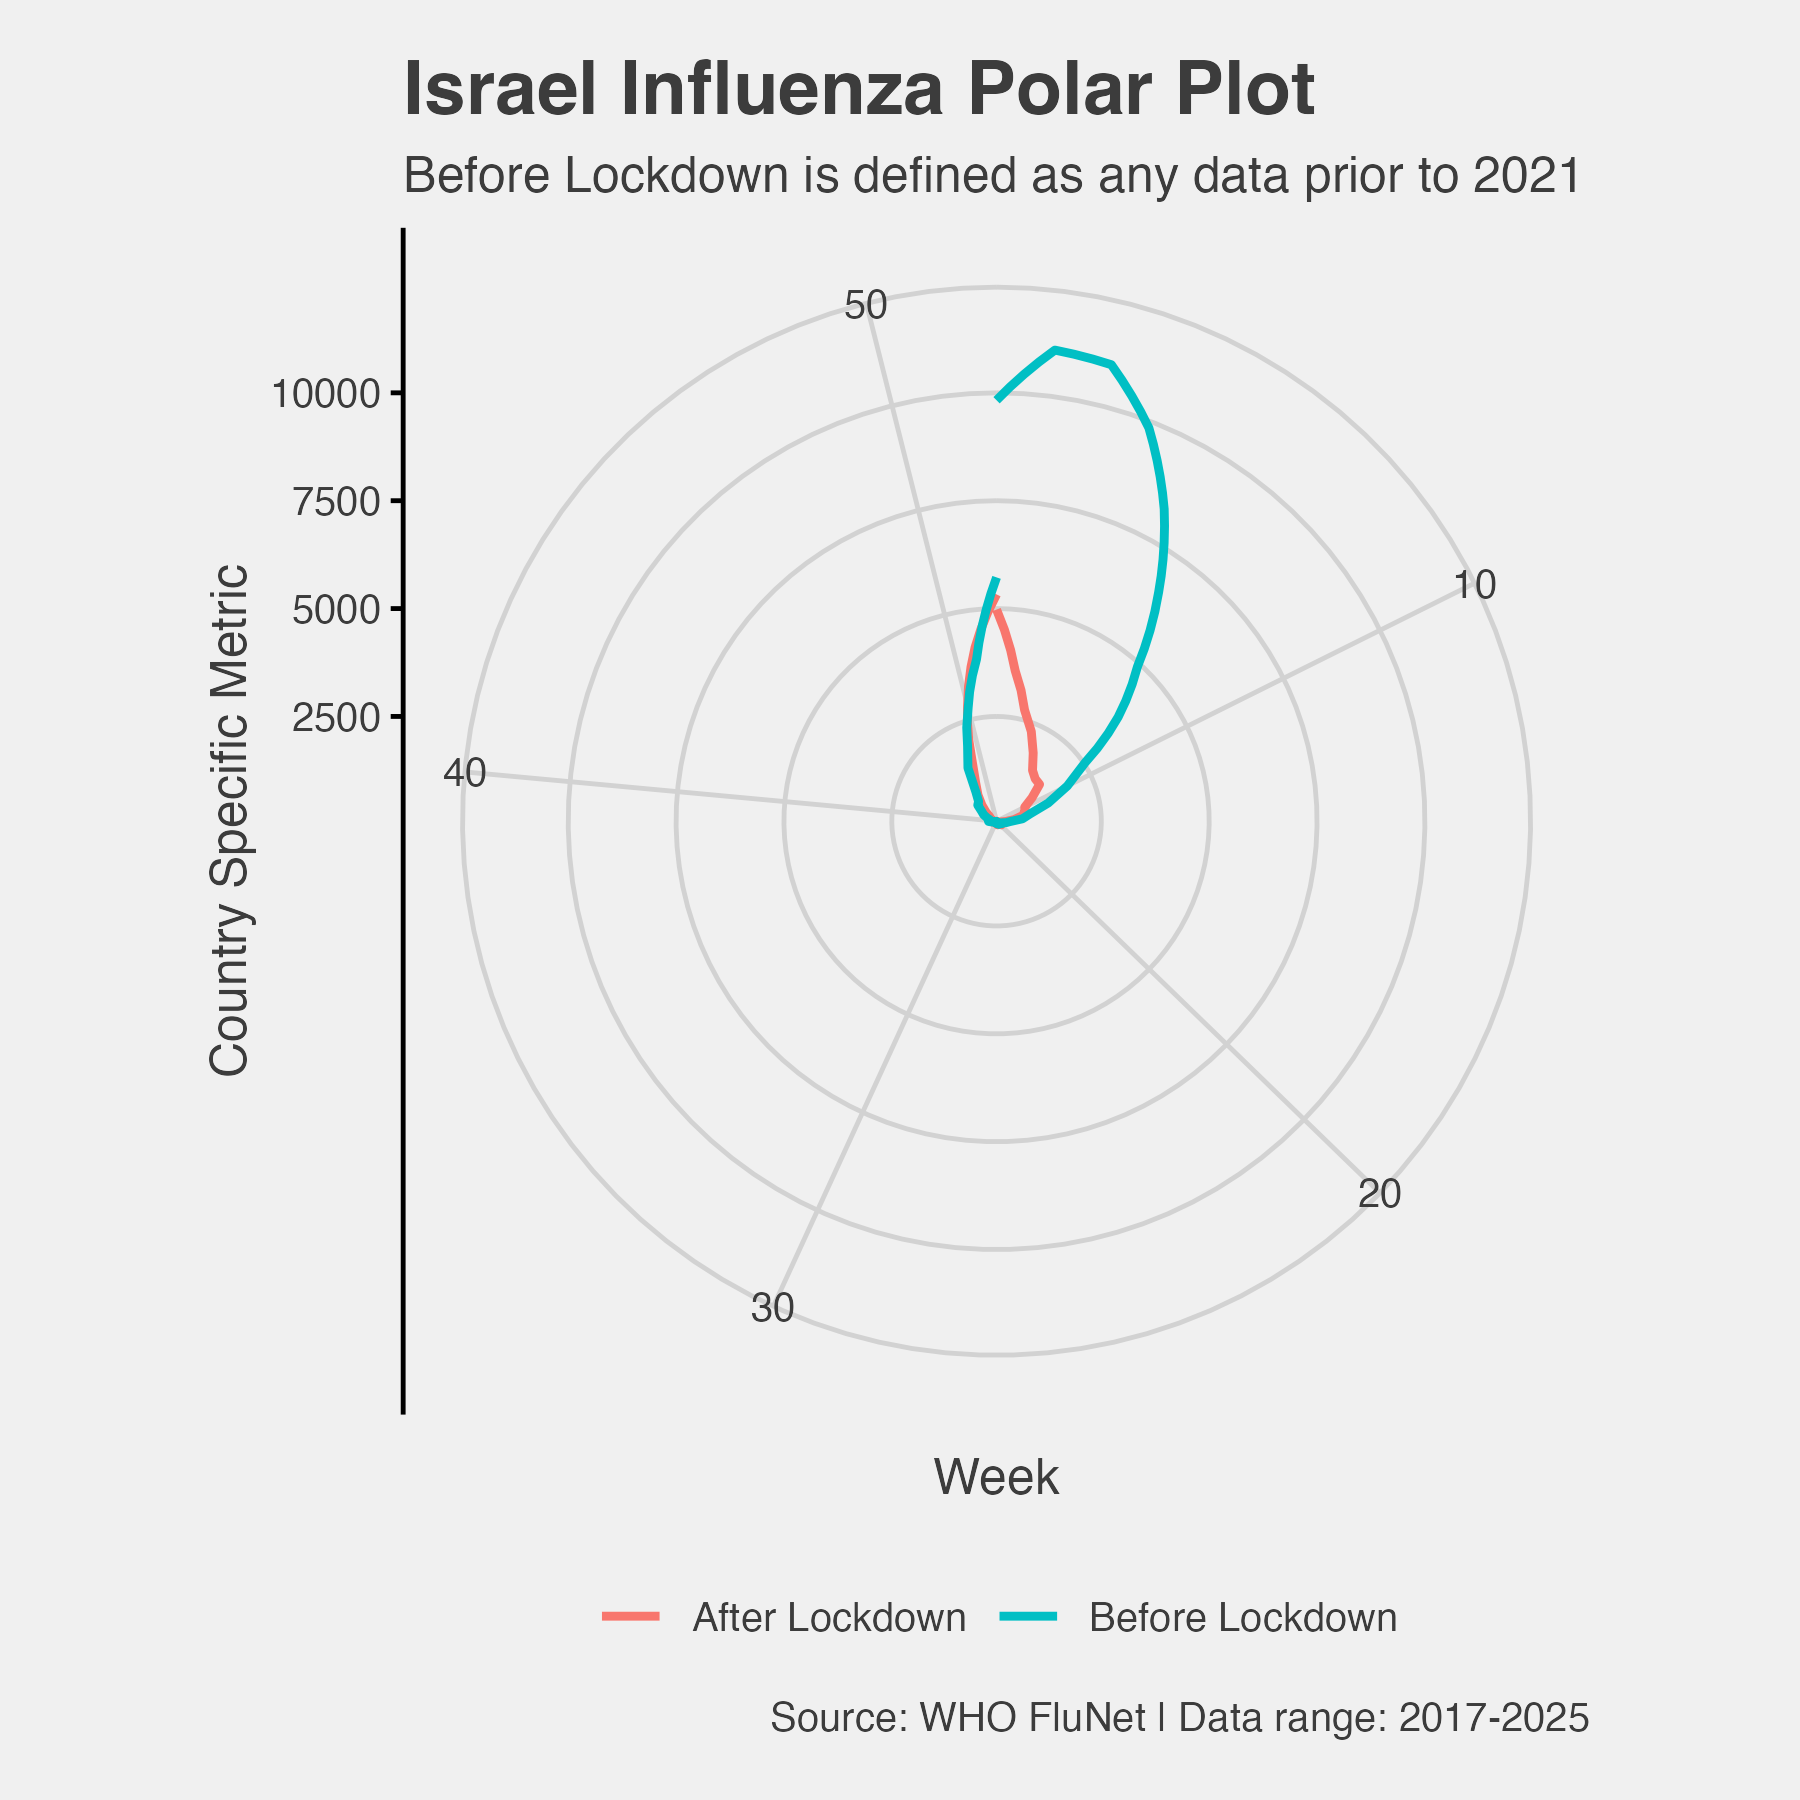 Israel Influenza Polar Plot
Before Lockdown is defined as any data prior to 2021
50
10000
7500
10
5000
2500
40
Country Specific Metric
20
30
Week
After Lockdown
Before Lockdown
Source: WHO FluNet | Data range: 2017-2025